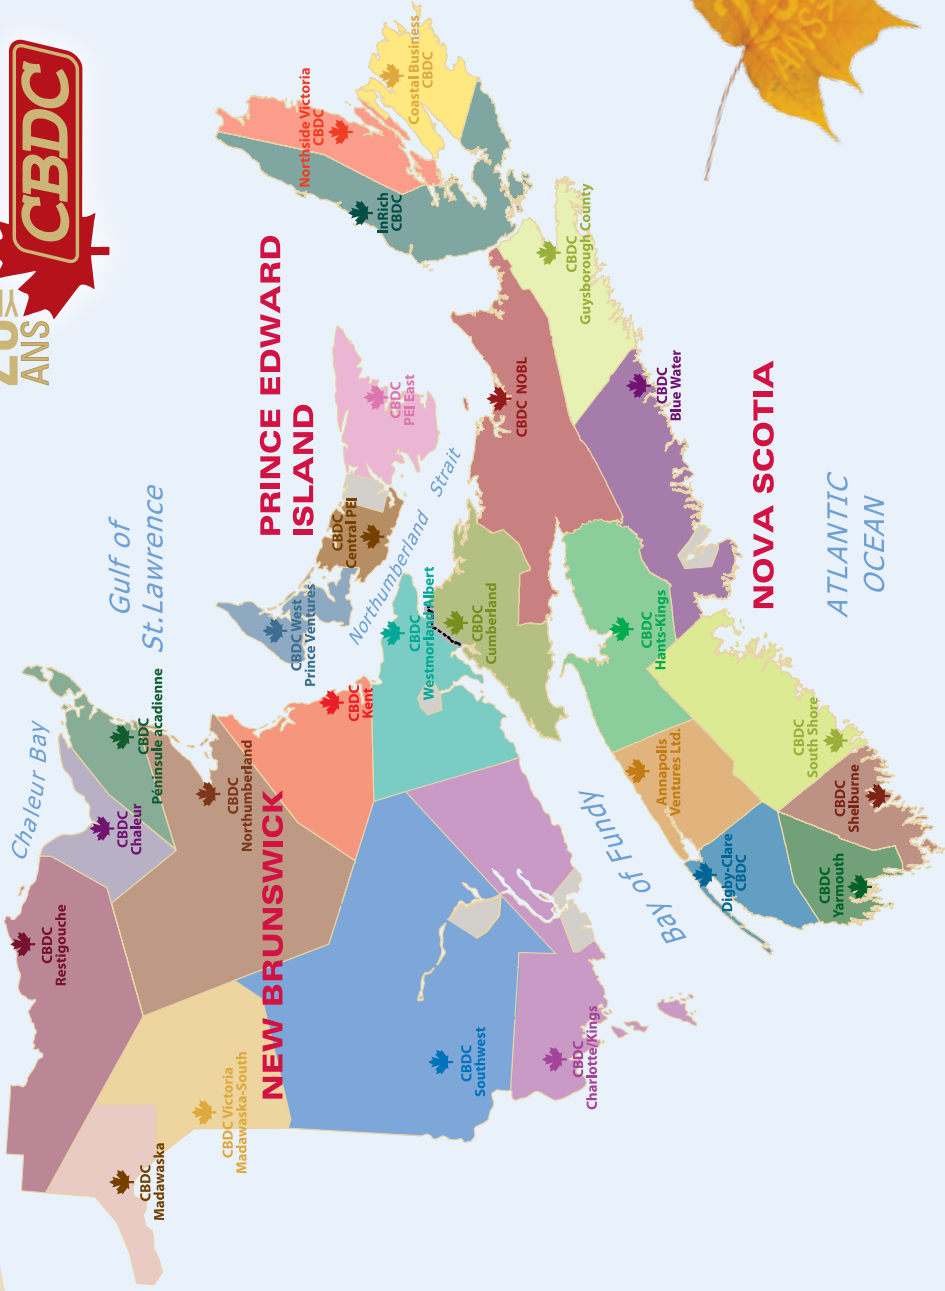 CBDC
ANS
ANS
Gulf of
St.Lawrence
Chaleur Bay
PRINCE EDWARD
ISLAND
Northumberland Strait
NEW BRUNSWICK
Bay of Fundy
NOVA SCOTIA
ATLANTIC
OCEAN
CBDC
Restigouche
CBDC
Chaleur
CBDC
Péninsule acadienne
CBDC
Northumberland
CBDC
Madawaska
CBDC Victoria
Madawaska-South
CBDC
Kent
CBDC
Westmorland Albert
CBDC
Southwest
CBDC
Charlotte/Kings
CBDC West
Prince Ventures
CBDC
Central PEI
CBDC
PEI East
Northside Victoria
CBDC
Coastal Business
CBDC
InRich
CBDC
CBDC
Guysborough County
CBDC NOBL
CBDC
Blue Water
CBDC
Cumberland
CBDC
Hants-Kings
CBDC
South Shore
Annapolis
Ventures Ltd.
CBDC
Shelburne
Digby-Clare
CBDC
CBDC
Yarmouth